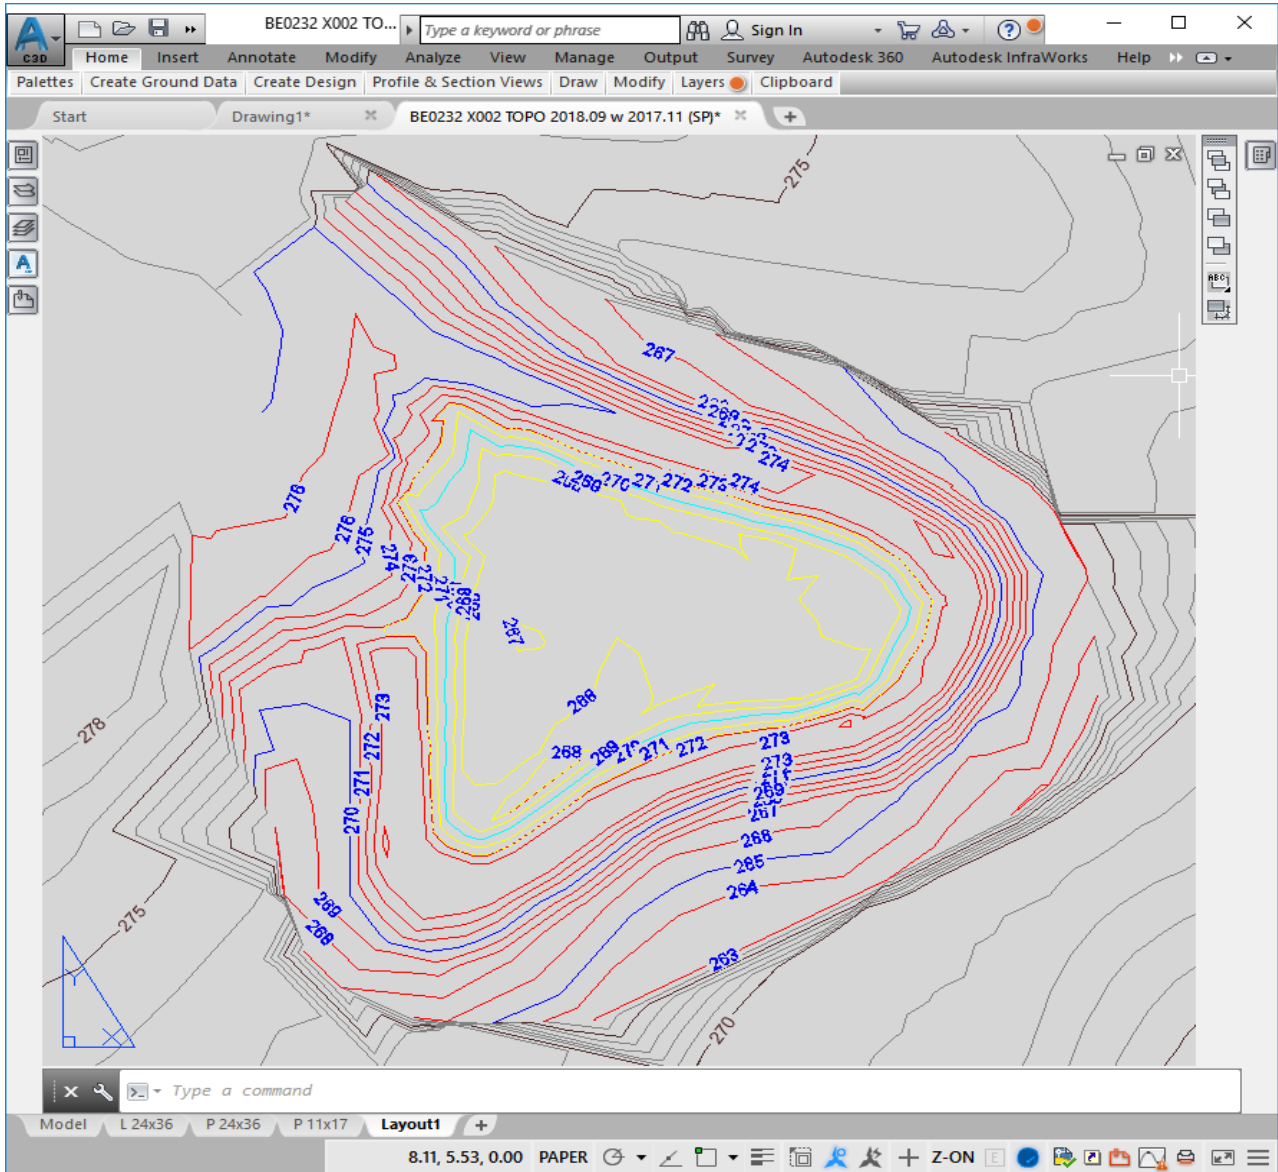 BE0232 X002 TO...
Type a keyword or phrase
Sign In
C3D
Home Insert Annotate Modify Analyze View Manage Output Survey Autodesk 360 Autodesk InfraWorks Help
Palettes Create Ground Data Create Design Profile & Section Views Draw Modify Layers Clipboard
Start Drawing1* BE0232 X002 TOPO 2018.09 w 2017.11 (SP)*
275
ABC
267
268
274
269 270 272 273 274
276
276
275
274
272
267
268
278
273
272
271
270
268 269 271 272
273
273
269
267
266
265
264
263
269
268
275
270
Y
X
Type a command
Model L 24x36 P 24x36 P 11x17 Layout1
8.11, 5.53, 0.00 PAPER Z-ON E